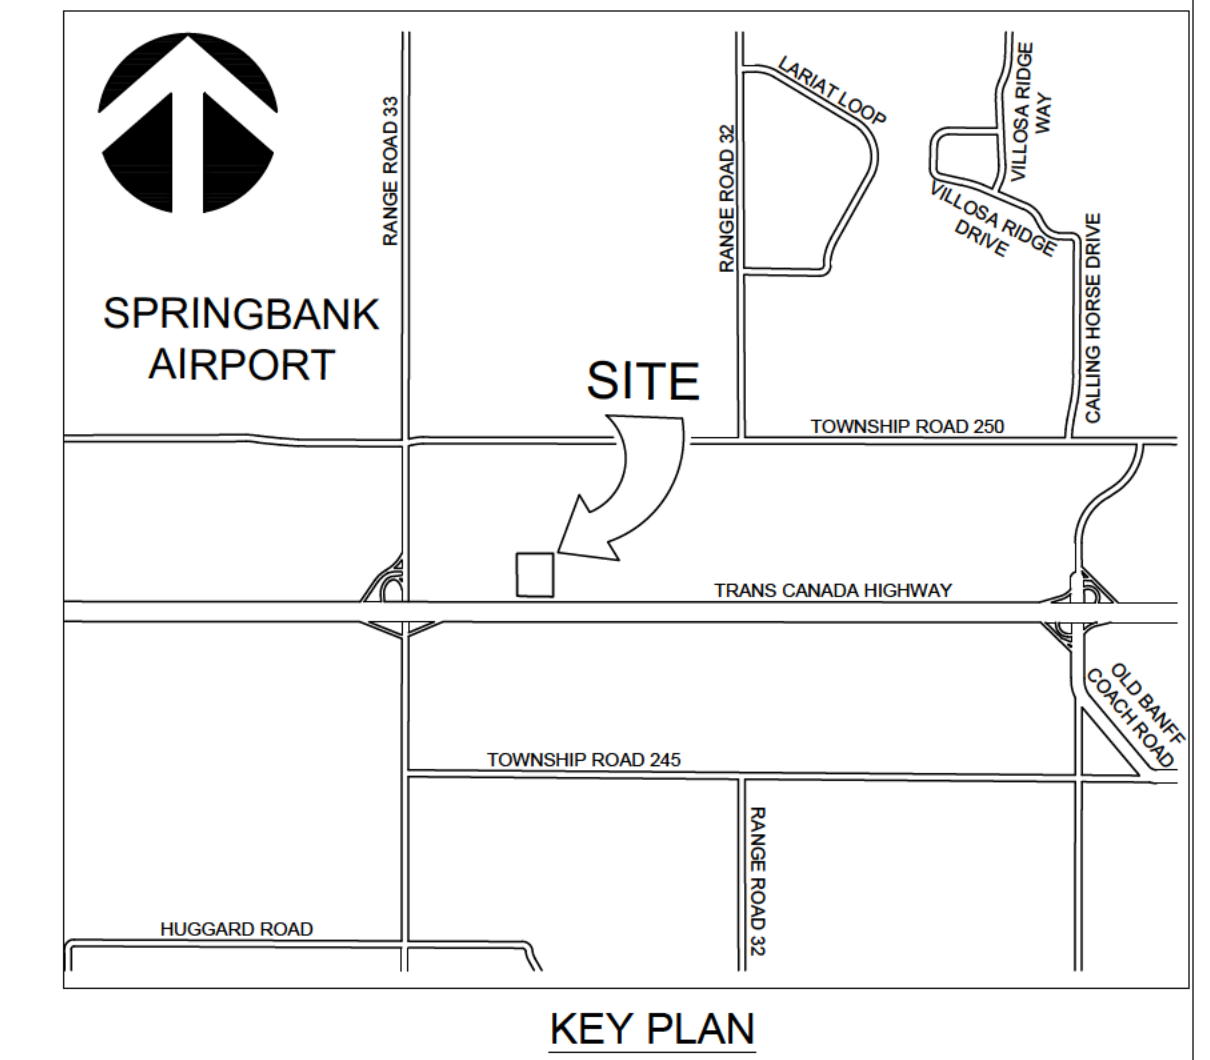 RANGE ROAD 33
RANGE ROAD 32
LARIAT LOOP
VILLOSA RIDGE
WAY
VILLOSA RIDGE
DRIVE
CALLING HORSE DRIVE
SPRINGBANK
AIRPORT
SITE
TOWNSHIP ROAD 250
TRANS CANADA HIGHWAY
OLD BANFF
COACH ROAD
TOWNSHIP ROAD 245
RANGE ROAD 32
HUGGARD ROAD
KEY PLAN